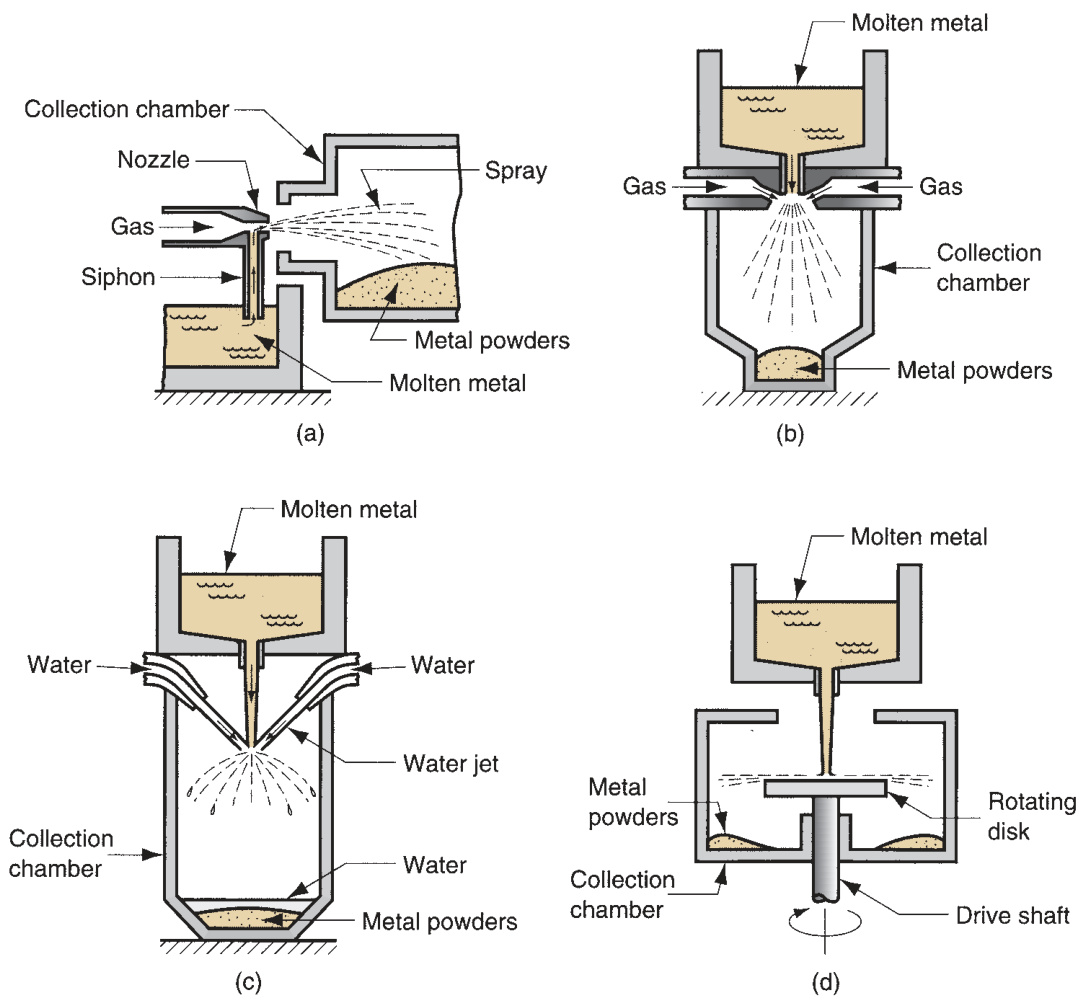 Collection chamber
Nozzle
Spray
Gas
Siphon
Metal powders
Molten metal
(a)
Molten metal
Gas
Gas
Collection
chamber
Metal powders
(b)
Molten metal
Water
Water
Water jet
Collection
chamber
Water
Metal powders
(c)
Molten metal
Metal
powders
Rotating
disk
Collection
chamber
Drive shaft
(d)